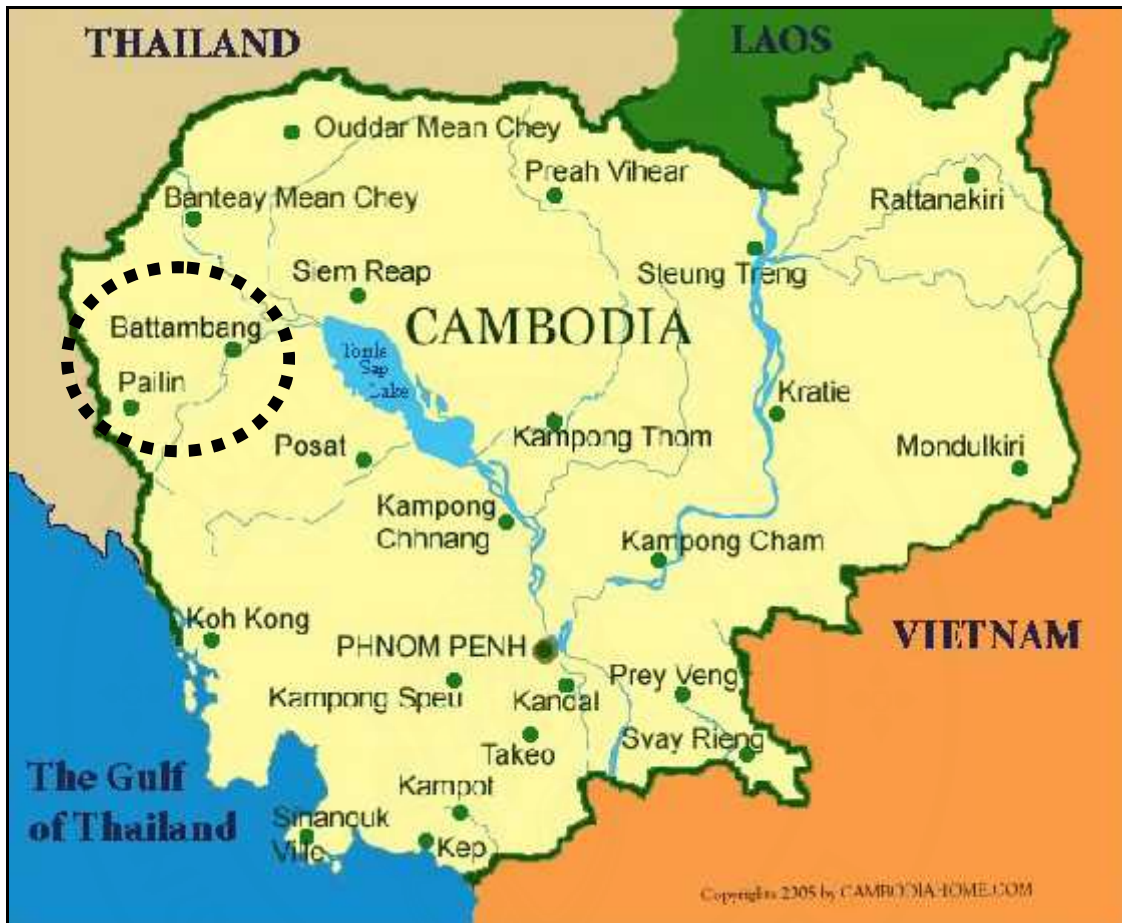 THAILAND
LAOS
Ouddar Mean Chey
Preah Vihear
Rattanakiri
Banteay Mean Chey
Steung Treng
Siem Reap
CAMBODIA
Battambang
Tonle
Sap
Lake
Pailin
Kratie
Posat
Kampong Thom
Mondulkiri
Kampong
Chhnang
Kampong Cham
Koh Kong
PHNOM PENH
VIETNAM
Prey Veng
Kampong Speu
Kandal
Svay Rieng
Takeo
The Gulf
of Thailand
Kampot
Sihanouk
Ville
Kep
Copyrights 2005 by CAMBODIA-HOME.COM